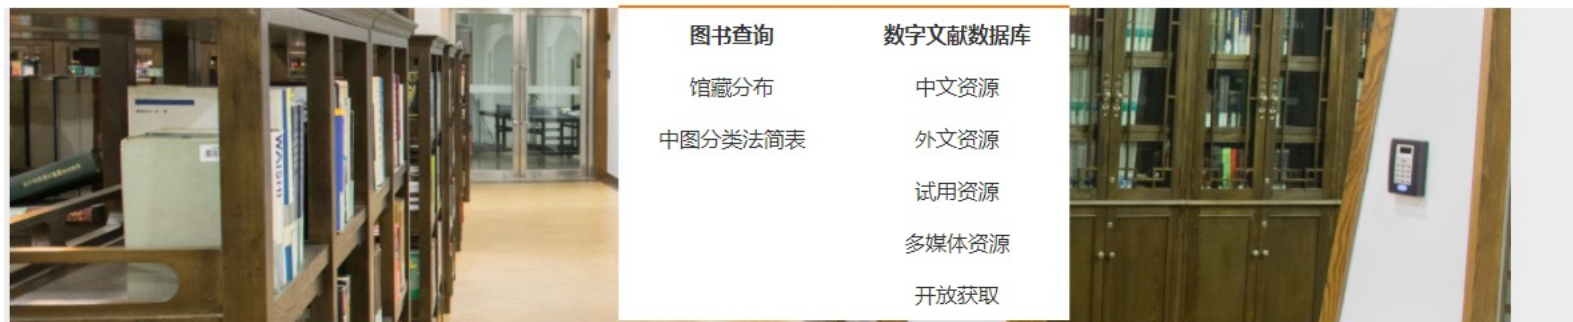 图书查询
馆藏分布
中图分类法简表
数字文献数据库
中文资源
外文资源
试用资源
多媒体资源
开放获取
WAISHI